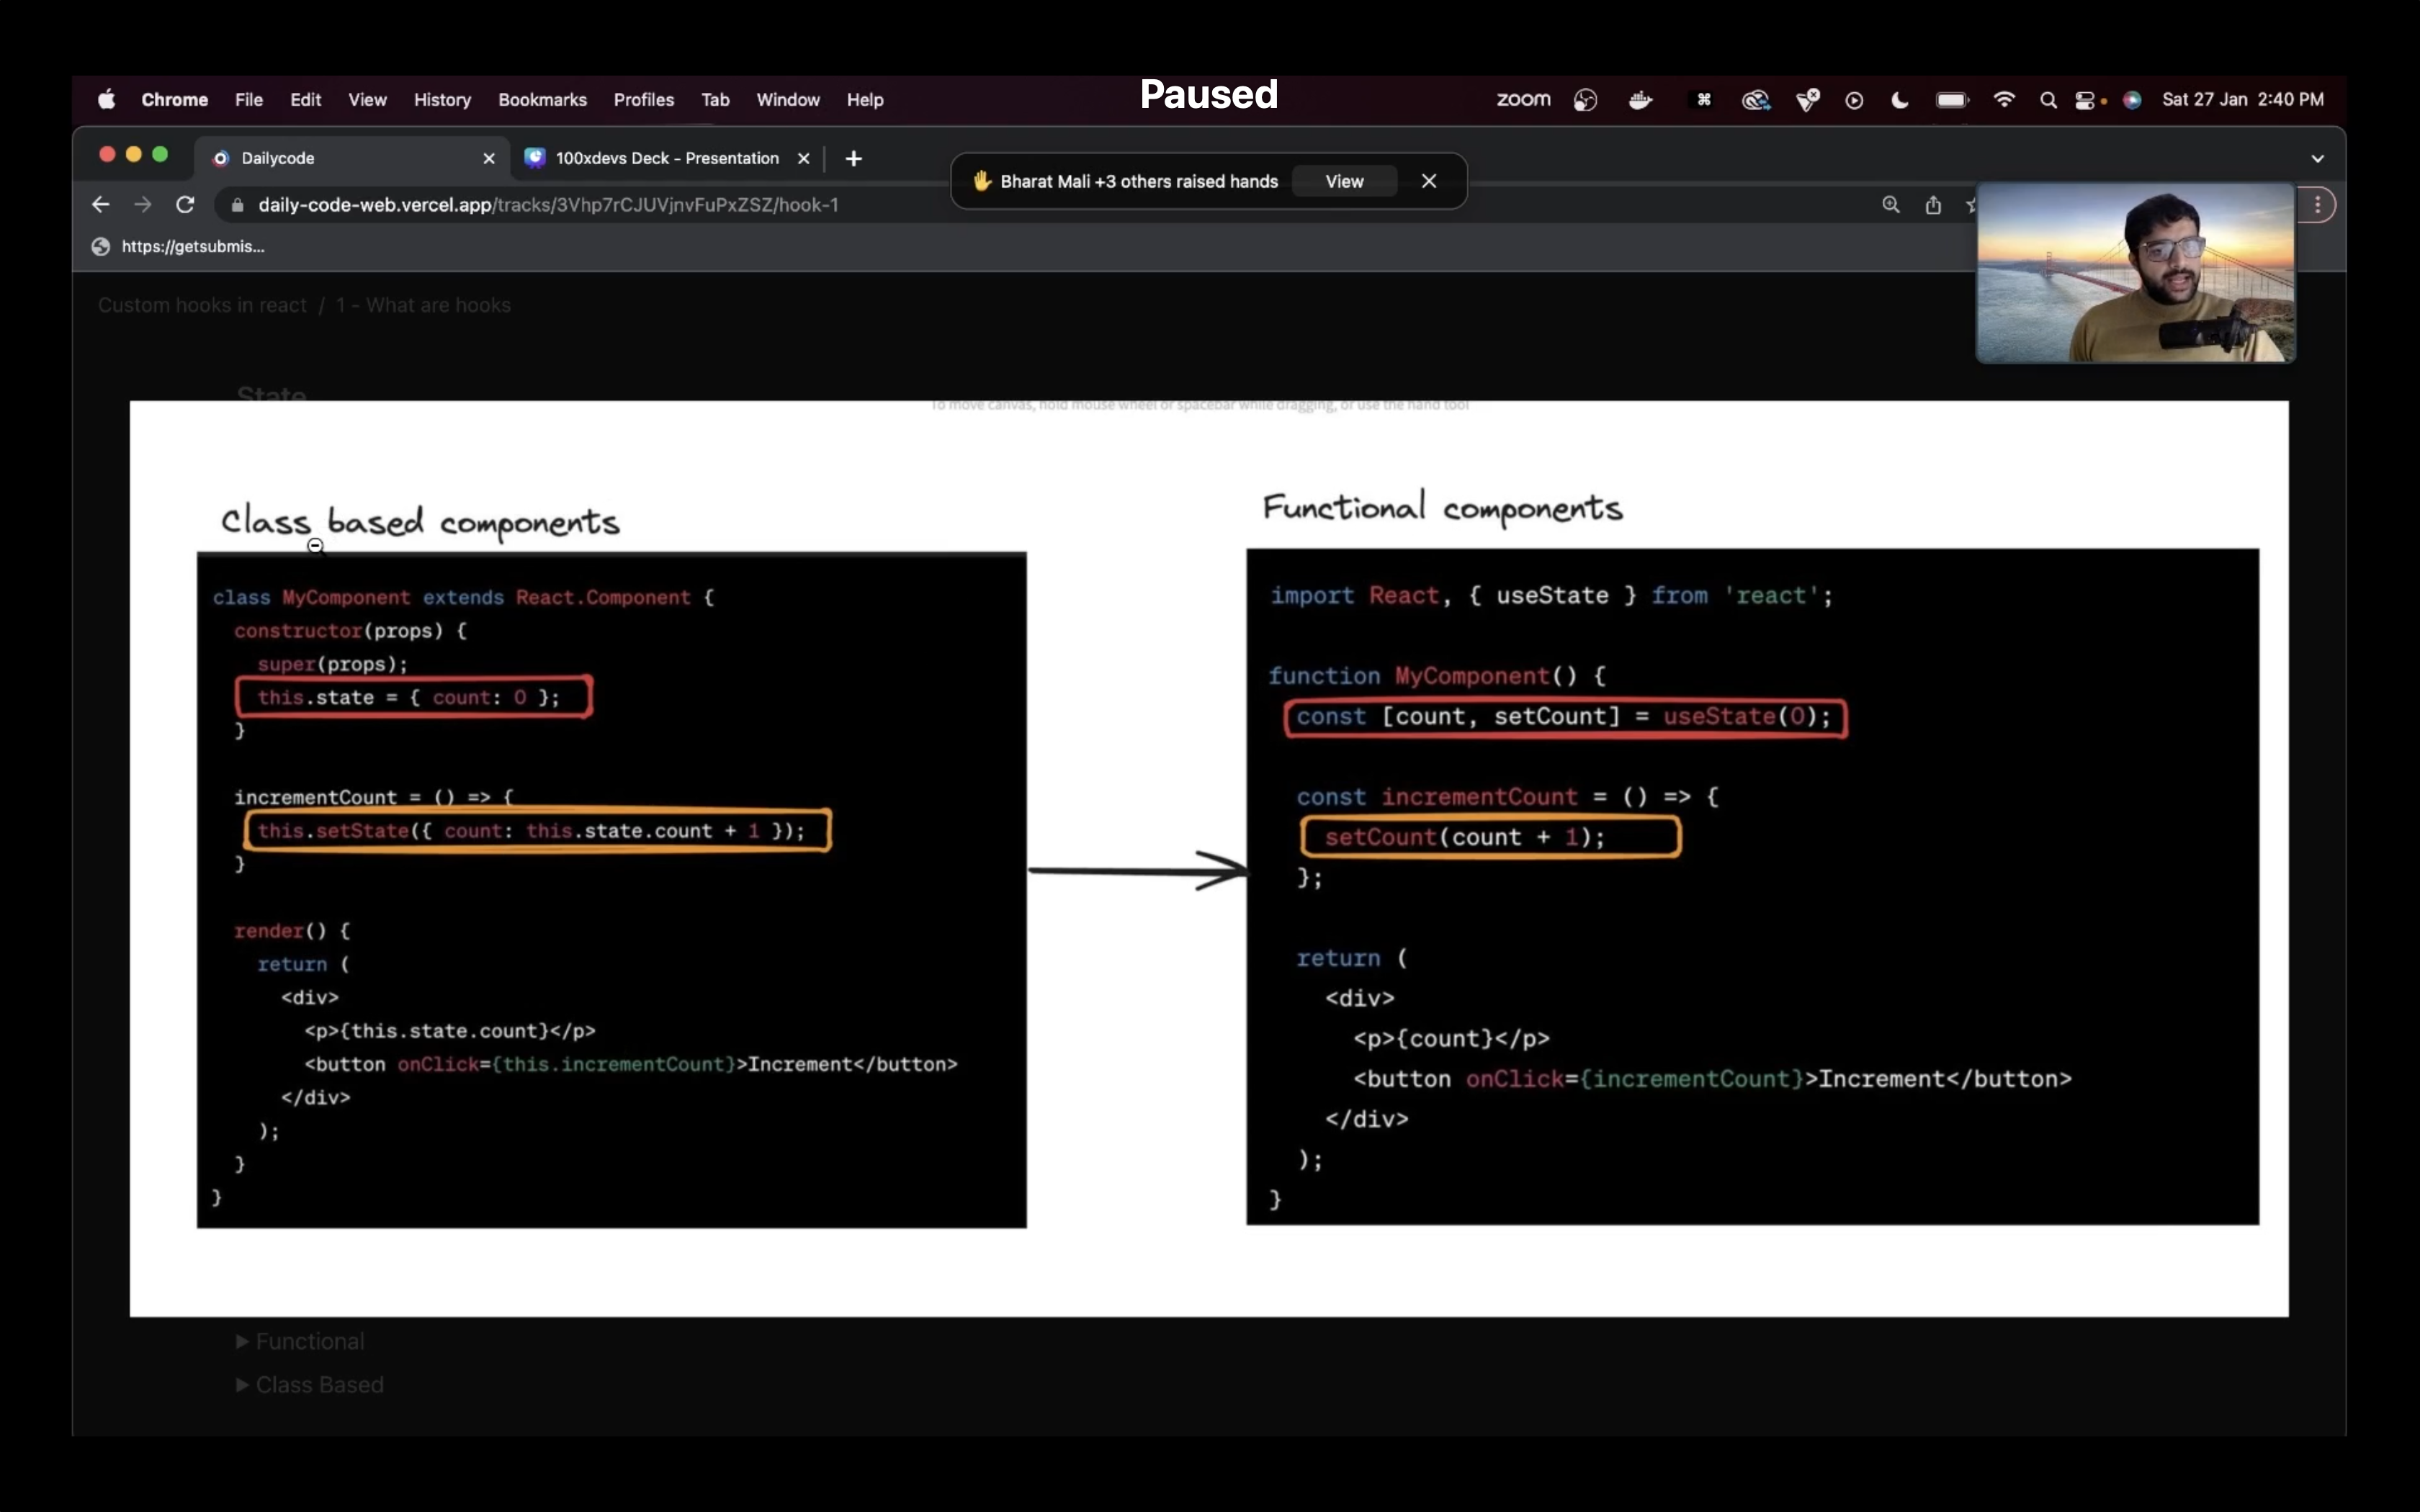 Chrome File Edit View History Bookmarks Profiles Tab Window Help
Paused
zoom
Sat 27 Jan 2:40 PM
Dailycode
100xdevs Deck - Presentation
Bharat Mali +3 others raised hands View
daily-code-web.vercel.app/tracks/3Vhp7rCJUVjnvFuPxZSZ/hook-1
https://getsubmis...
Custom hooks in react / 1 - What are hooks
State
To move canvas, hold mouse wheel or spacebar while dragging, or use the hand tool
Class based components
class MyComponent extends React.Component {
constructor(props) {
super(props);
this.state = { count: 0 };
}
incrementCount = () => {
this.setState({ count: this.state.count + 1 });
}
render() {
return (
<div>
<p>{this.state.count}</p>
<button onClick={this.incrementCount}>Increment</button>
</div>
);
}
}
Functional components
import React, { useState } from 'react';
function MyComponent() {
const [count, setCount] = useState(0);
const incrementCount = () => {
setCount(count + 1);
};
return (
<div>
<p>{count}</p>
<button onClick={incrementCount}>Increment</button>
</div>
);
}
Functional
Class Based